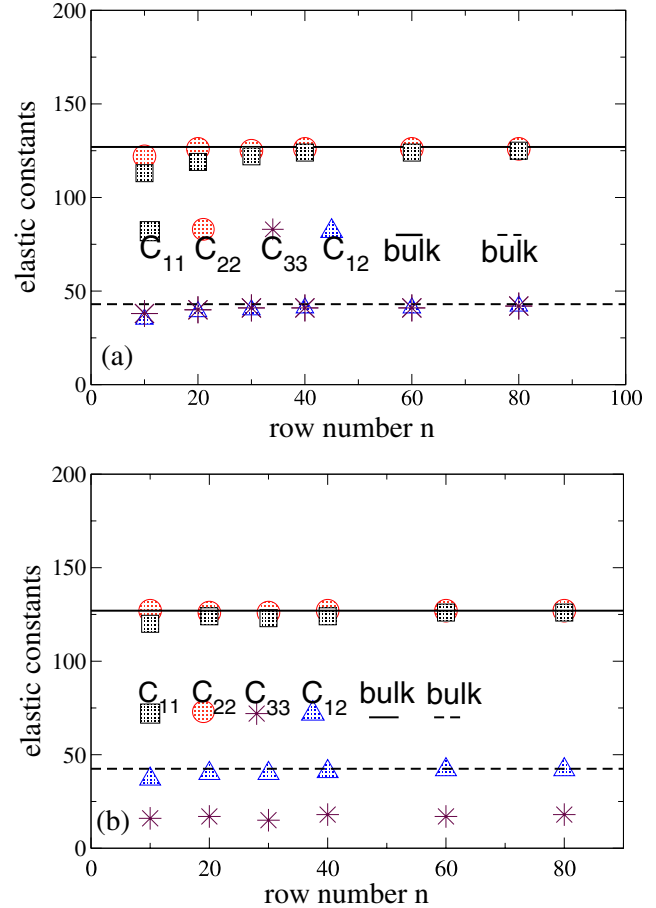 200
150
100
50
0
elastic constants
C11 C22 C33 C12 bulk bulk
(a)
0 20 40 60 80 100
row number n
200
150
100
50
0
elastic constants
C11 C22 C33 C12 bulk bulk
(b)
0 20 40 60 80
row number n